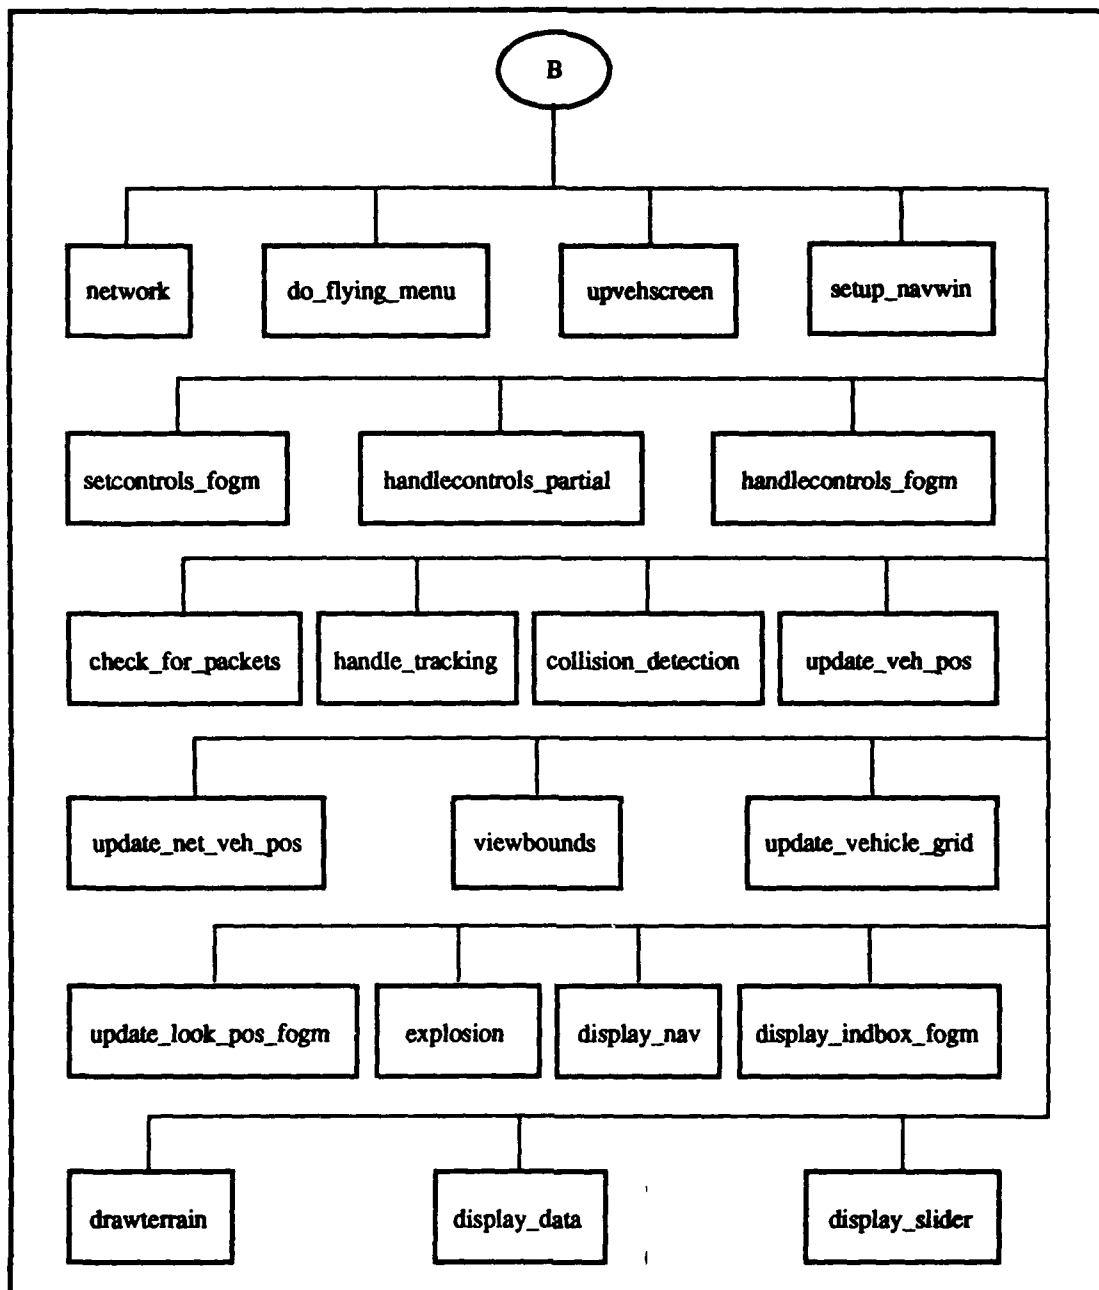 B
network do_flying_menu upvehscreen setup_navwin
setcontrols_fogm handlecontrols_partial handlecontrols_fogm
check_for_packets handle_tracking collision_detection update_veh_pos
update_net_veh_pos viewbounds update_vehicle_grid
update_look_pos_fogm explosion display_nav display_indbox_fogm
drawterrain display_data display_slider